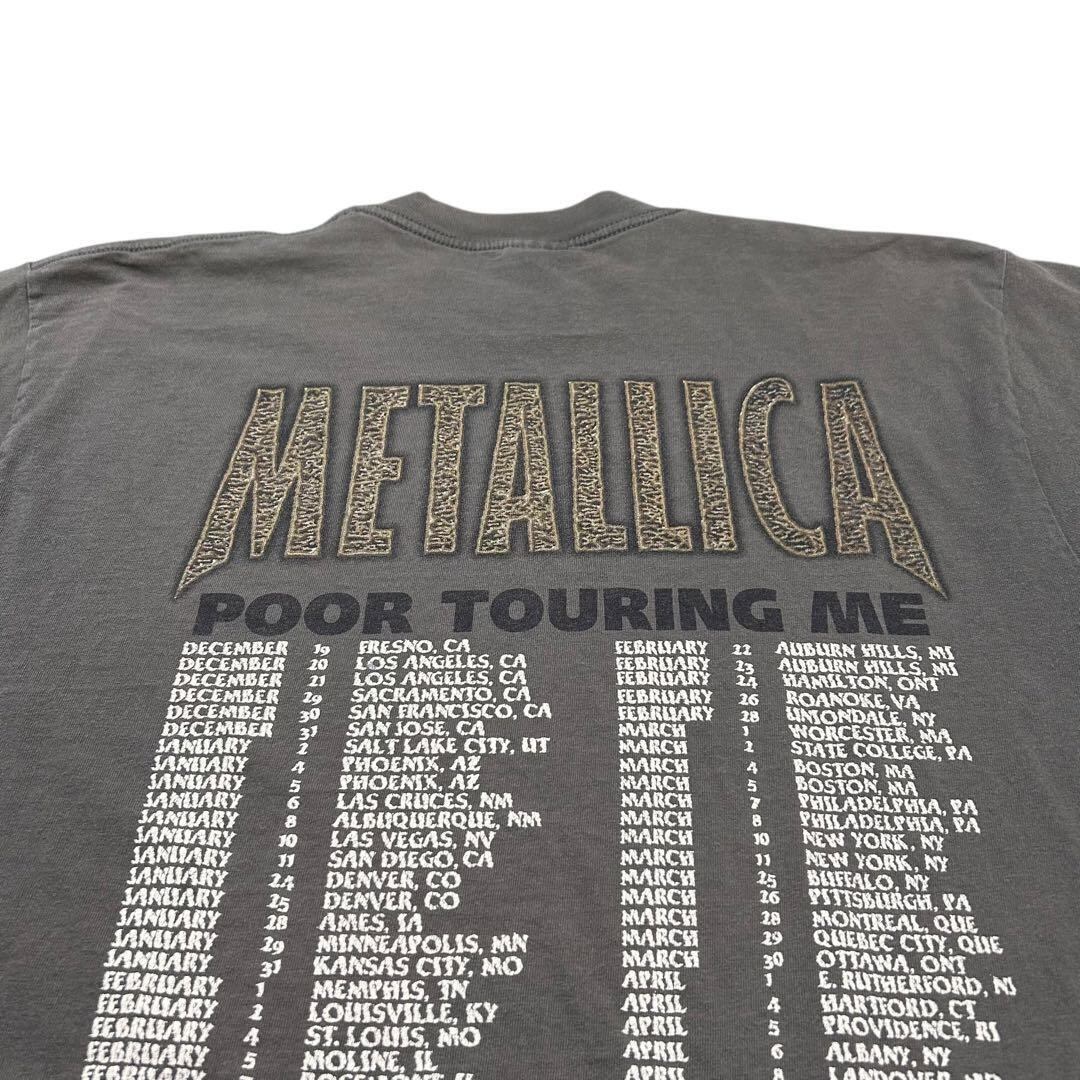 METALLICA
POOR TOURING ME
DECEMBER 19 FRESNO, CA
DECEMBER 20 LOS ANGELES, CA
DECEMBER 21 LOS ANGELES, CA
DECEMBER 29 SACRAMENTO, CA
DECEMBER 30 SAN FRANCISCO, CA
DECEMBER 31 SAN JOSE, CA
JANUARY 2 SALT LAKE CITY, UT
JANUARY 4 PHOENIX, AZ
JANUARY 5 PHOENIX, AZ
JANUARY 6 LAS CRUCES, NM
JANUARY 8 ALBUQUERQUE, NM
JANUARY 10 LAS VEGAS, NV
JANUARY 11 SAN DIEGO, CA
JANUARY 24 DENVER, CO
JANUARY 25 DENVER, CO
JANUARY 28 AMES, IA
JANUARY 29 MINNEAPOLIS, MN
JANUARY 31 KANSAS CITY, MO
FEBRUARY 1 MEMPHIS, TN
FEBRUARY 2 LOUISVILLE, KY
FEBRUARY 4 ST. LOUIS, MO
FEBRUARY 5 MOLINE, IL
FEBRUARY 7 ROSEMONT, IL
FEBRUARY 22 AUBURN HILLS, MI
FEBRUARY 23 AUBURN HILLS, MI
FEBRUARY 24 HAMILTON, ONT
FEBRUARY 26 ROANOKE, VA
FEBRUARY 28 UNIONDALE, NY
MARCH 1 WORCESTER, MA
MARCH 2 STATE COLLEGE, PA
MARCH 4 BOSTON, MA
MARCH 5 BOSTON, MA
MARCH 7 PHILADELPHIA, PA
MARCH 8 PHILADELPHIA, PA
MARCH 10 NEW YORK, NY
MARCH 11 NEW YORK, NY
MARCH 25 BUFFALO, NY
MARCH 26 PITTSBURGH, PA
MARCH 28 MONTREAL, QUE
MARCH 29 QUEBEC CITY, QUE
MARCH 30 OTTAWA, ONT
APRIL 1 E. RUTHERFORD, NJ
APRIL 4 HARTFORD, CT
APRIL 5 PROVIDENCE, RI
APRIL 6 ALBANY, NY
APRIL 8 LANDOVER, MD